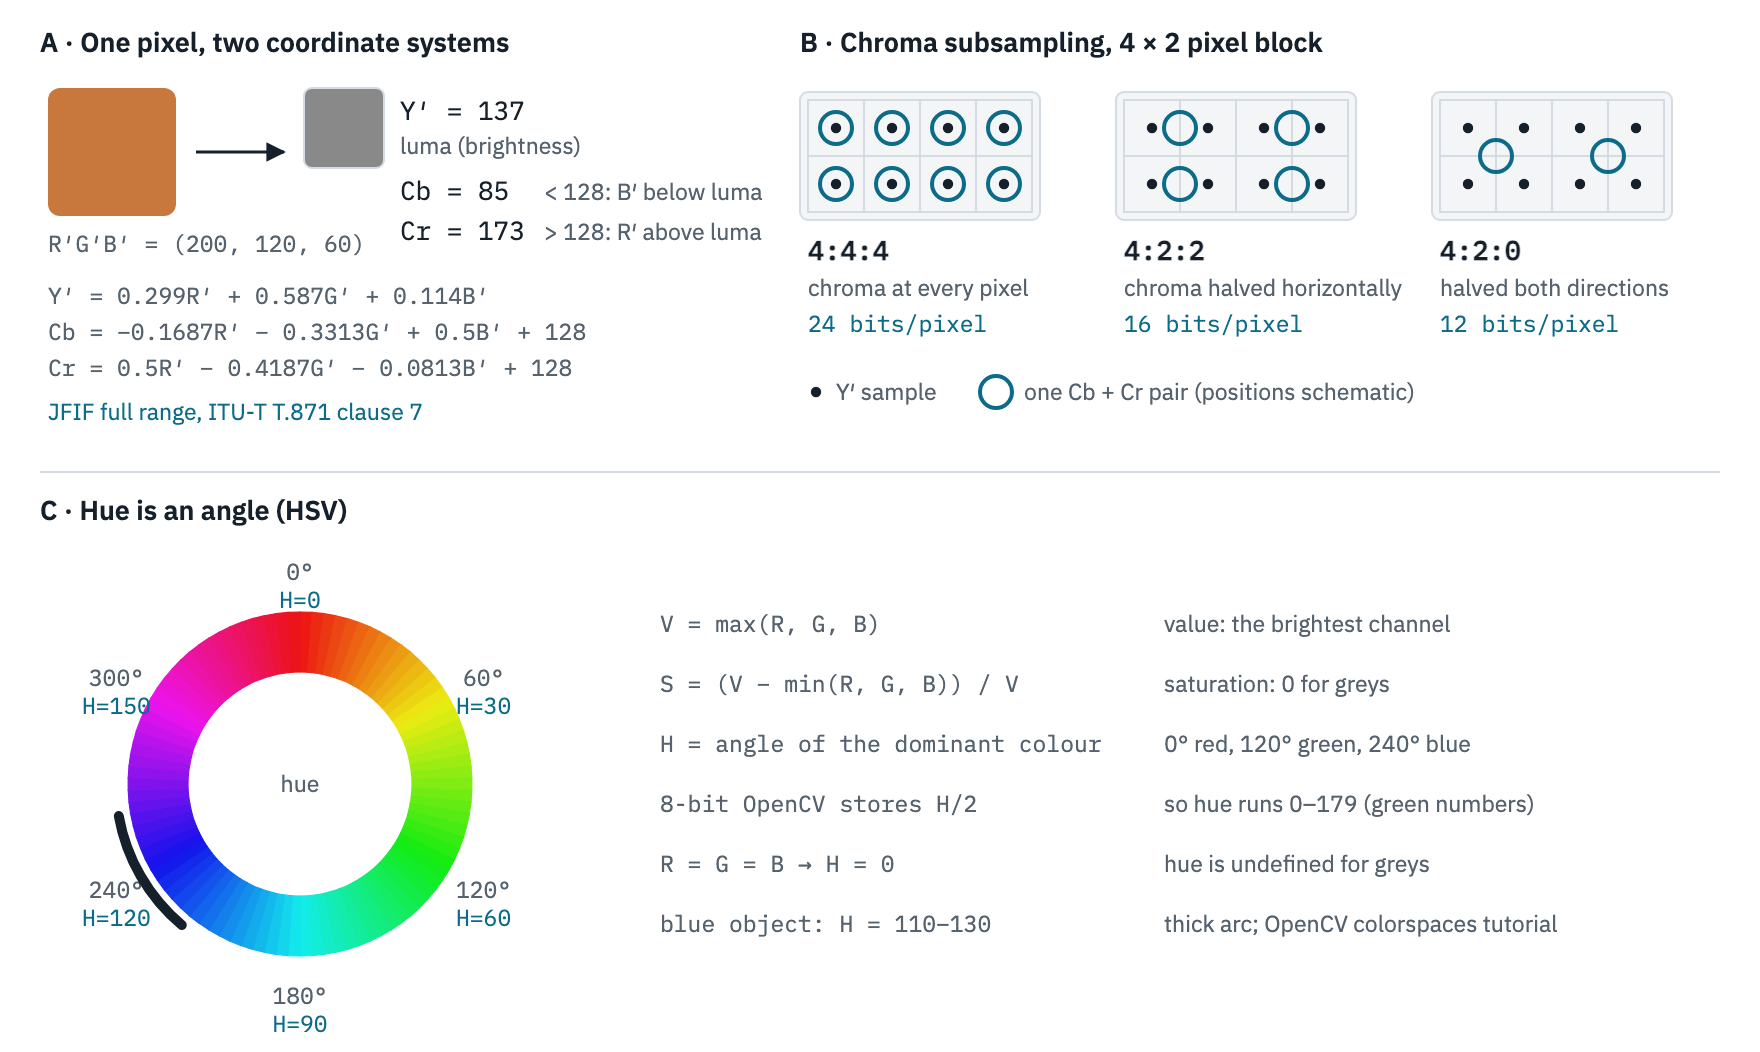 A · One pixel, two coordinate systems
Y′ = 137
luma (brightness)
Cb = 85 < 128: B′ below luma
Cr = 173 > 128: R′ above luma
R′G′B′ = (200, 120, 60)
Y′ = 0.299R′ + 0.587G′ + 0.114B′
Cb = −0.1687R′ − 0.3313G′ + 0.5B′ + 128
Cr = 0.5R′ − 0.4187G′ − 0.0813B′ + 128
JFIF full range, ITU-T T.871 clause 7
B · Chroma subsampling, 4 × 2 pixel block
4:4:4
chroma at every pixel
24 bits/pixel
4:2:2
chroma halved horizontally
16 bits/pixel
4:2:0
halved both directions
12 bits/pixel
Y′ sample
one Cb + Cr pair (positions schematic)
C · Hue is an angle (HSV)
0°
H=0
60°
H=30
120°
H=60
180°
H=90
240°
H=120
300°
H=150
hue
V = max(R, G, B) value: the brightest channel
S = (V − min(R, G, B)) / V saturation: 0 for greys
H = angle of the dominant colour 0° red, 120° green, 240° blue
8-bit OpenCV stores H/2 so hue runs 0–179 (green numbers)
R = G = B → H = 0 hue is undefined for greys
blue object: H = 110–130 thick arc; OpenCV colorspaces tutorial